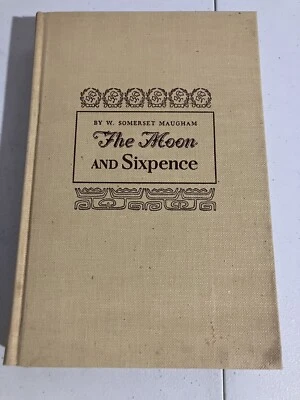 BY W. SOMERSET MAUGHAM
The Moon
AND Sixpence